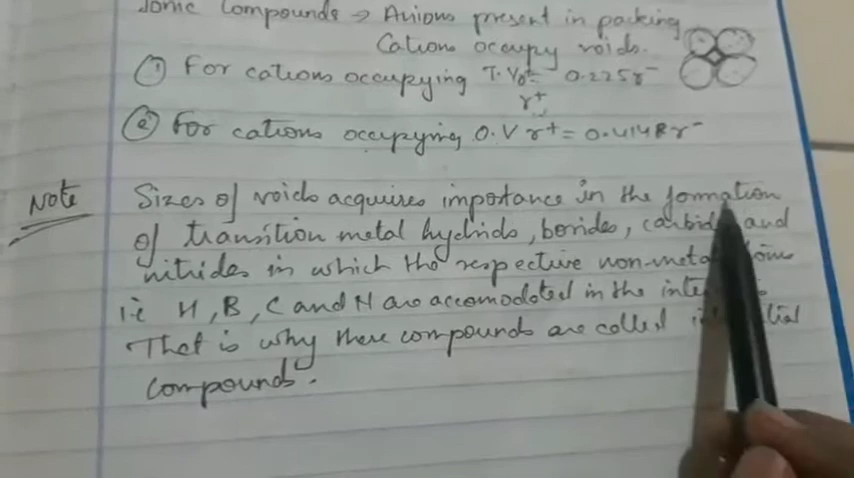 Ionic Compounds → Anions present in packing
Cations occupy voids.
① For cations occupying T.V r+= 0.225r-
r+
② For cations occupying O.V r+ = 0.414 r-
Note
Sizes of voids acquires importance in the formation
of transition metal hydrids, borides, carbides and
nitrides in which the respective non-metal
i.e H, B, C and N are accomodated in the
That is why these compounds are called
compounds.